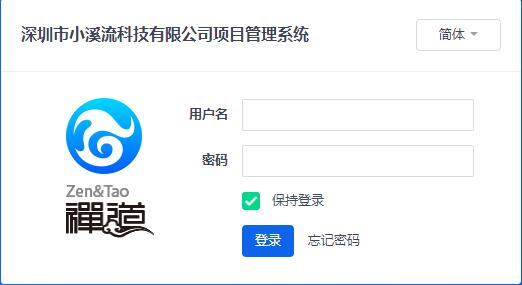 深圳市小溪流科技有限公司项目管理系统
简体
用户名
密码
Zen&Tao
禪道
保持登录
登录 忘记密码